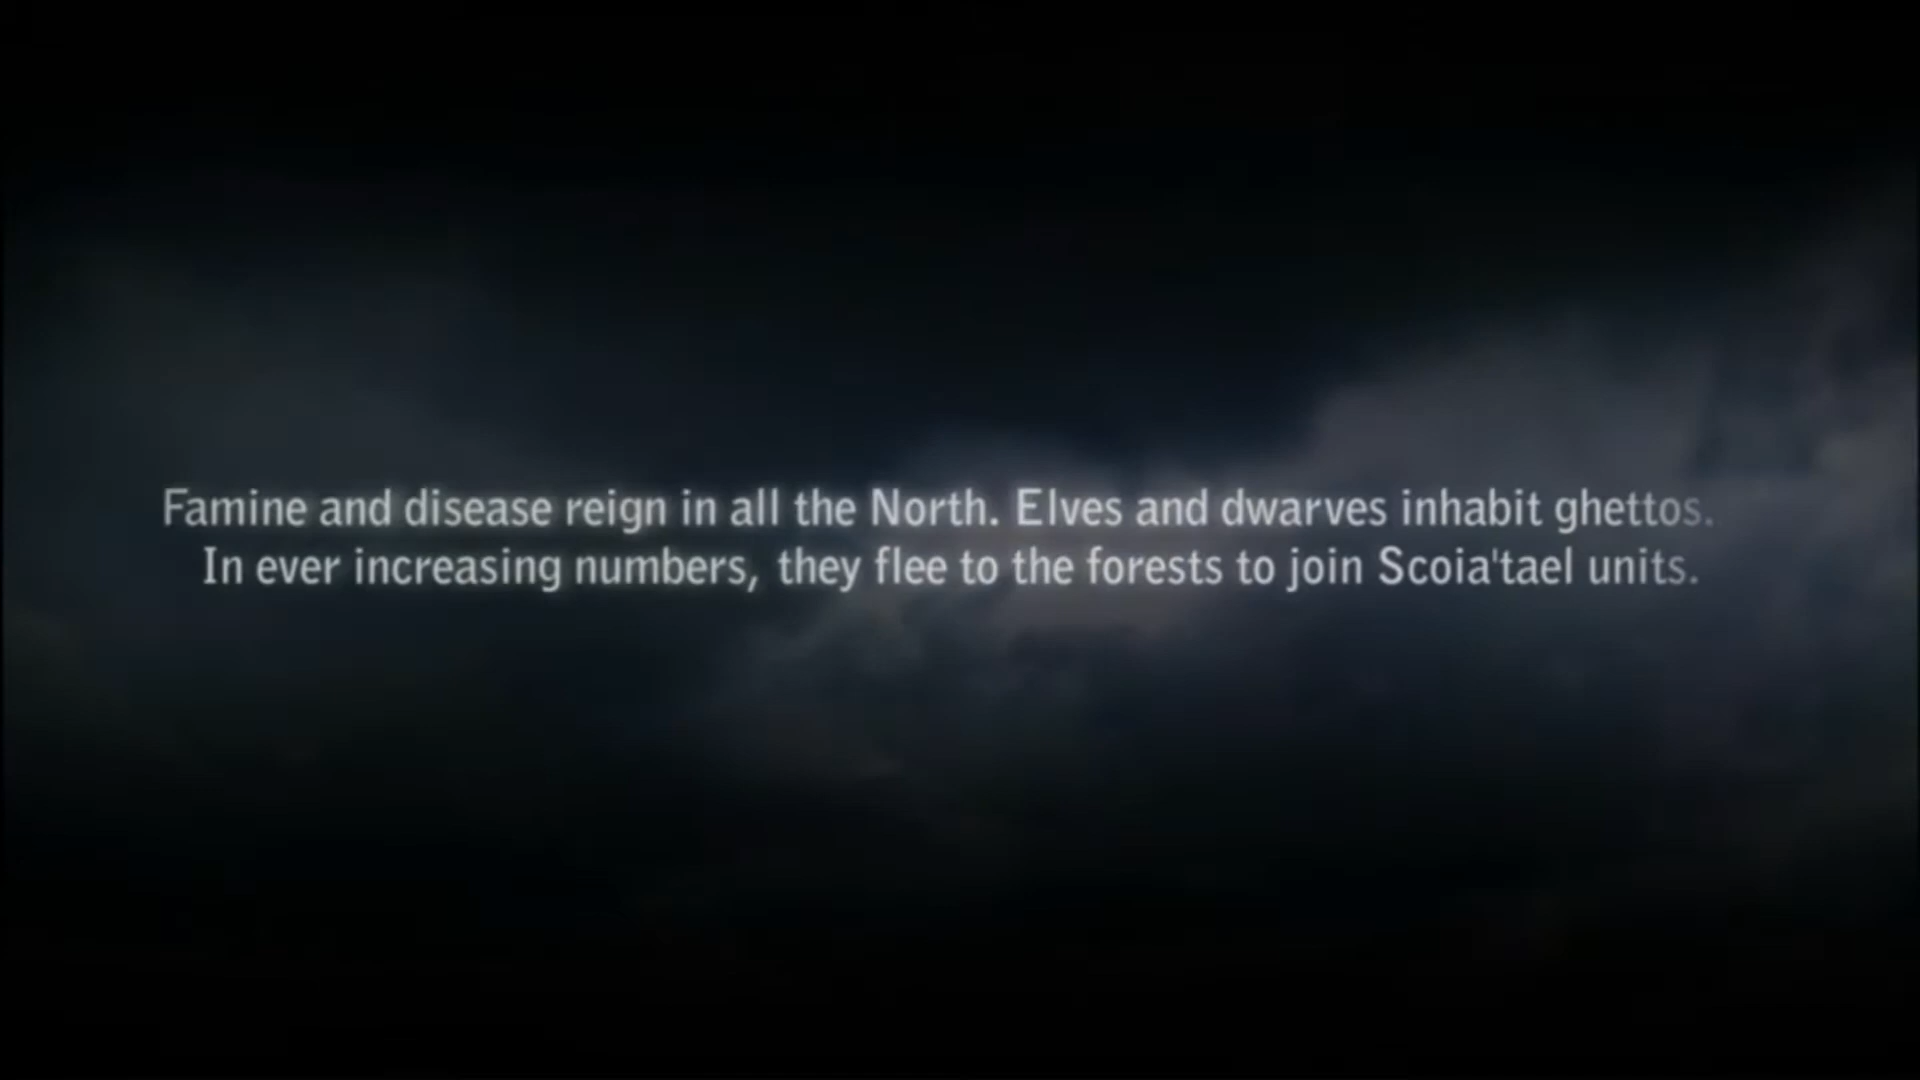 Famine and disease reign in all the North. Elves and dwarves inhabit ghettos.
In ever increasing numbers, they flee to the forests to join Scoia'tael units.